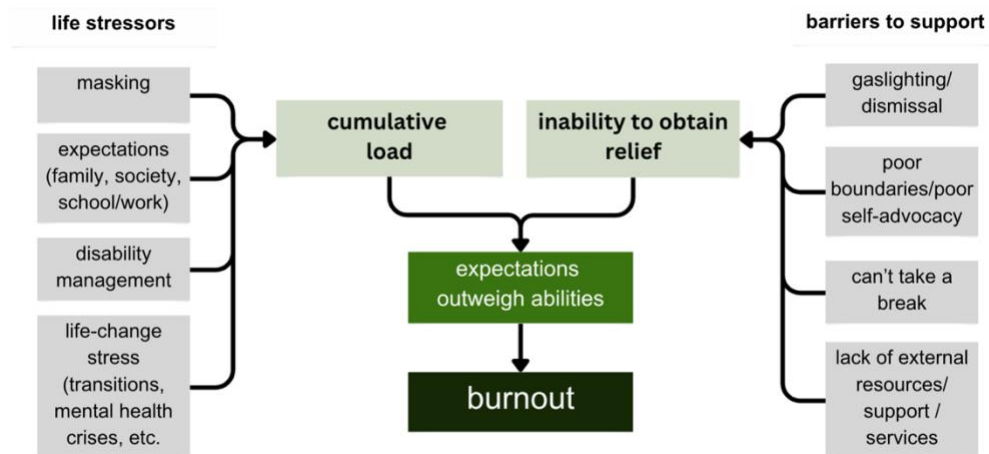 life stressors
masking
expectations
(family, society,
school/work)
disability
management
life-change
stress
(transitions,
mental health
crises, etc.
cumulative
load
inability to obtain
relief
expectations
outweigh abilities
burnout
barriers to support
gaslighting/
dismissal
poor
boundaries/poor
self-advocacy
can't take a
break
lack of external
resources/
support /
services